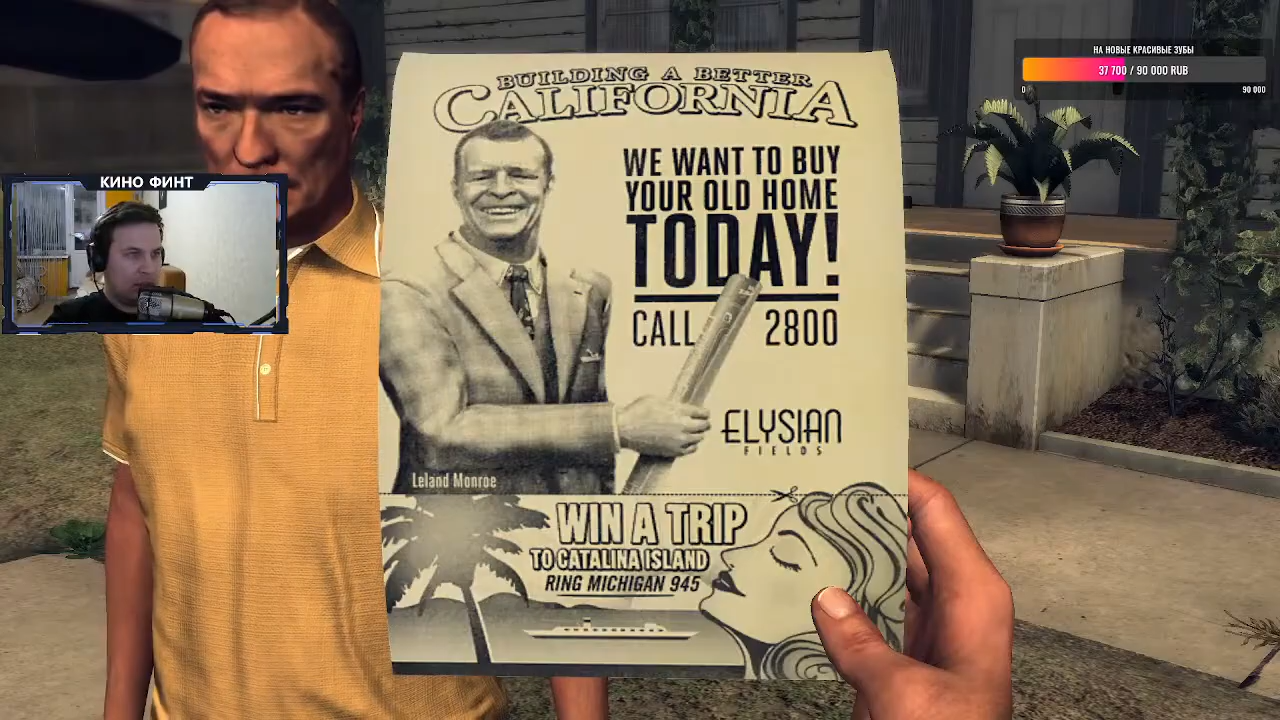 НА НОВЫЕ КРАСИВЫЕ ЗУБЫ
37 700 / 90 000 RUB
0
90 000
КИНО ФИНТ
BUILDING A BETTER
CALIFORNIA
WE WANT TO BUY
YOUR OLD HOME
TODAY!
CALL 2800
ELYSIAN
FIELDS
Leland Monroe
WIN A TRIP
TO CATALINA ISLAND
RING MICHIGAN 945